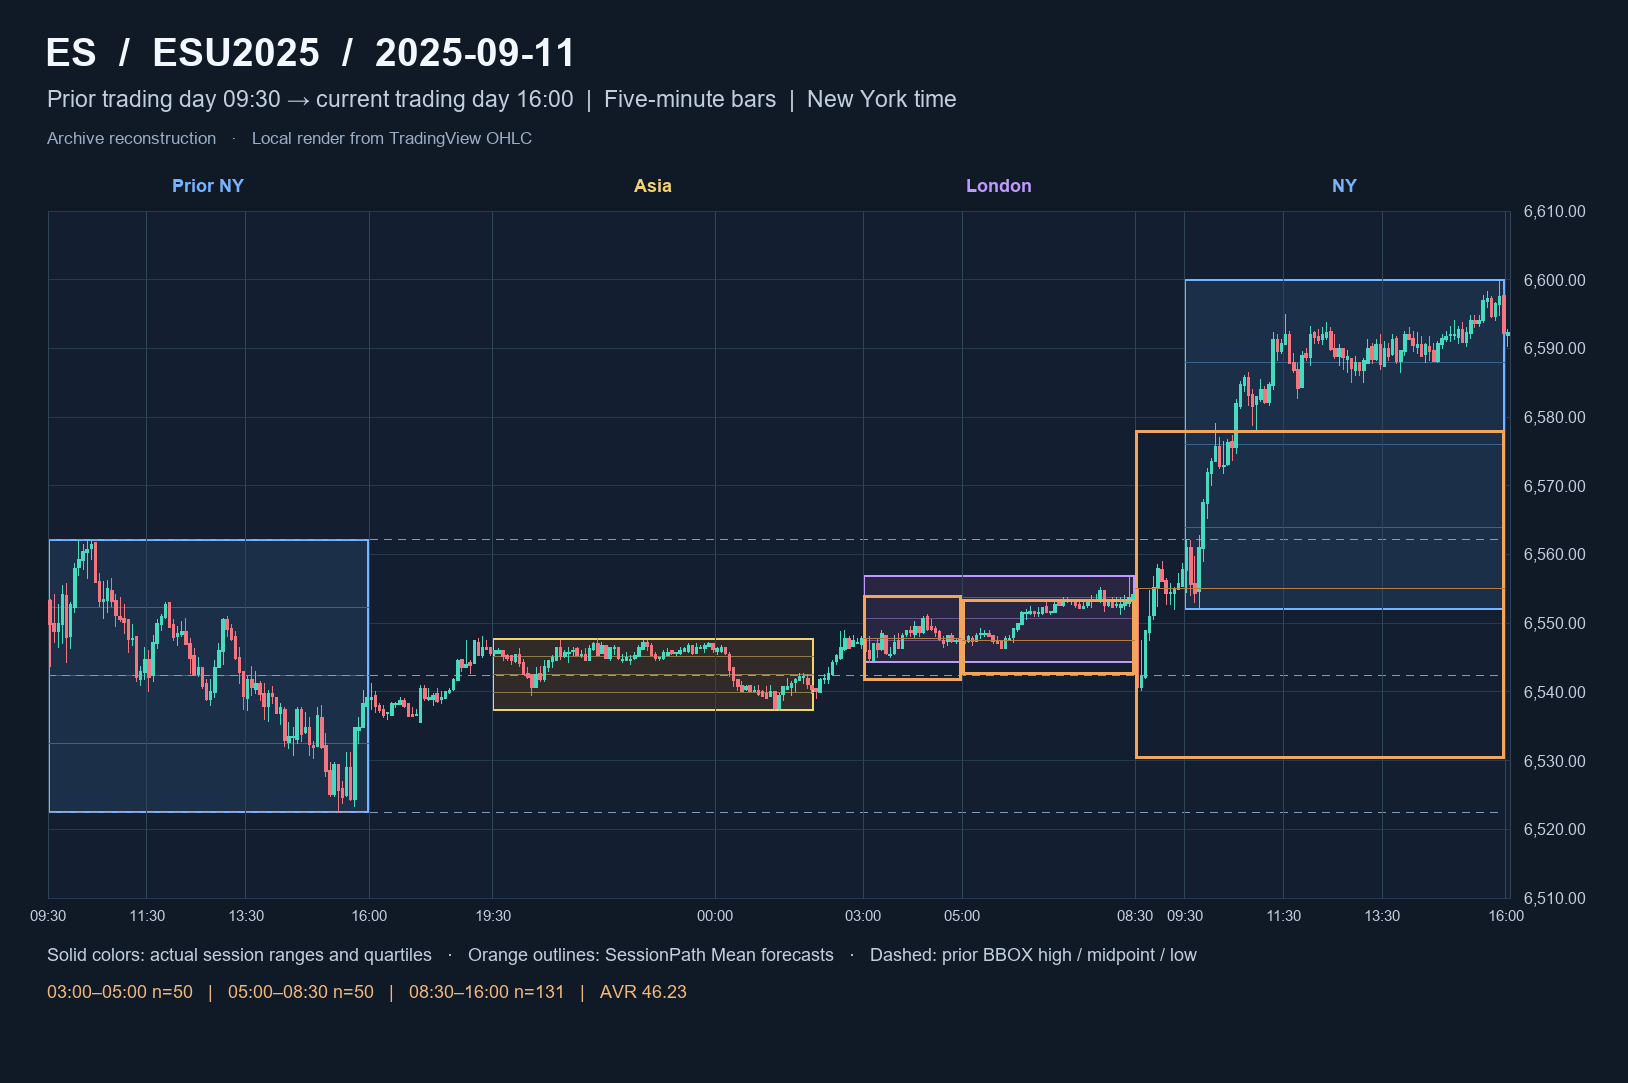 ES / ESU2025 / 2025-09-11
Prior trading day 09:30 → current trading day 16:00 | Five-minute bars | New York time
Archive reconstruction · Local render from TradingView OHLC
Prior NY Asia London NY
6,610.00
6,600.00
6,590.00
6,580.00
6,570.00
6,560.00
6,550.00
6,540.00
6,530.00
6,520.00
6,510.00
09:30 11:30 13:30 16:00 19:30 00:00 03:00 05:00 08:30 09:30 11:30 13:30 16:00
Solid colors: actual session ranges and quartiles · Orange outlines: SessionPath Mean forecasts · Dashed: prior BBOX high / midpoint / low
03:00–05:00 n=50 | 05:00–08:30 n=50 | 08:30–16:00 n=131 | AVR 46.23